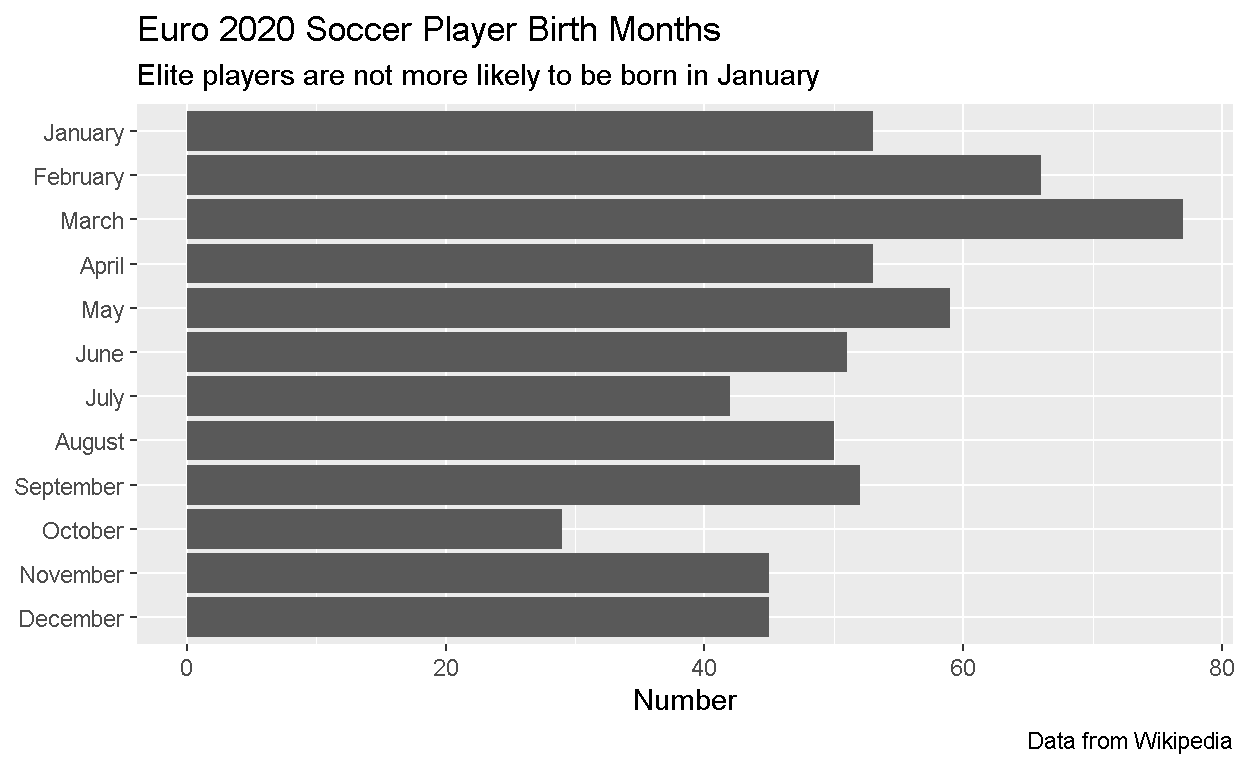 Euro 2020 Soccer Player Birth Months
Elite players are not more likely to be born in January
January
February
March
April
May
June
July
August
September
October
November
December
0 20 40 60 80
Number
Data from Wikipedia